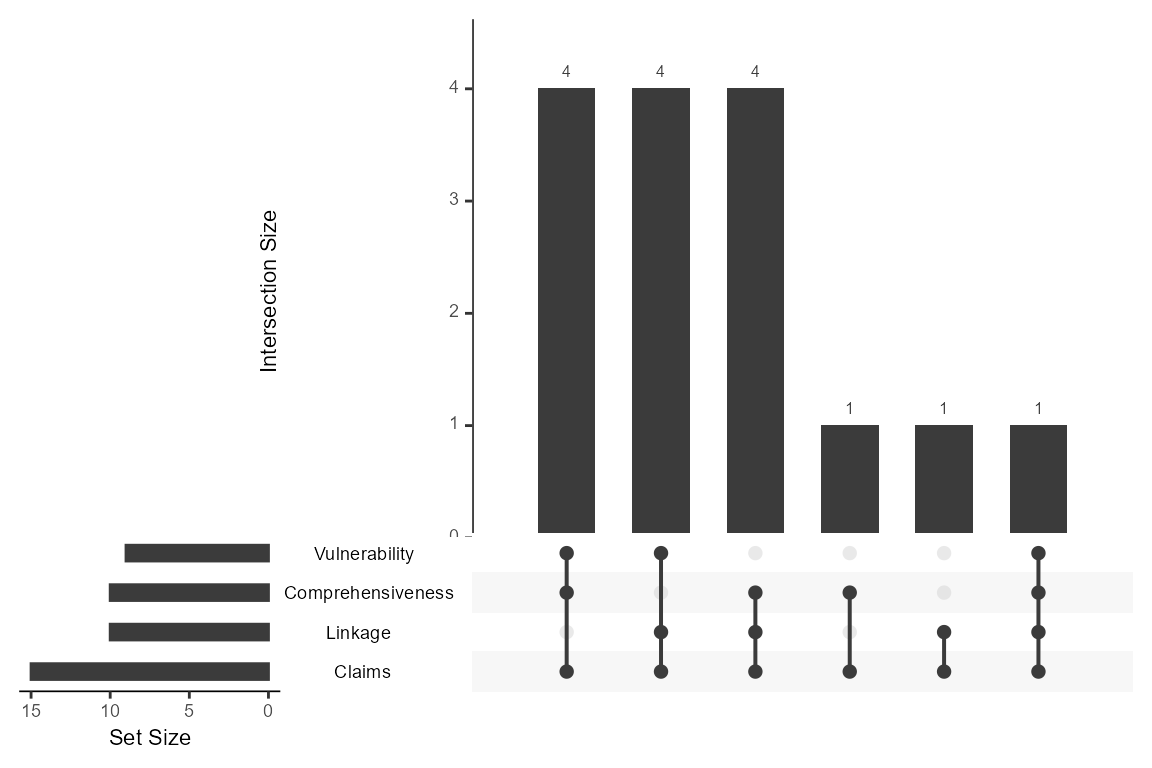 4 4 4
4
3
Intersection Size
2
1 1 1
1
0
Vulnerability
Comprehensiveness
Linkage
Claims
15 10 5 0
Set Size